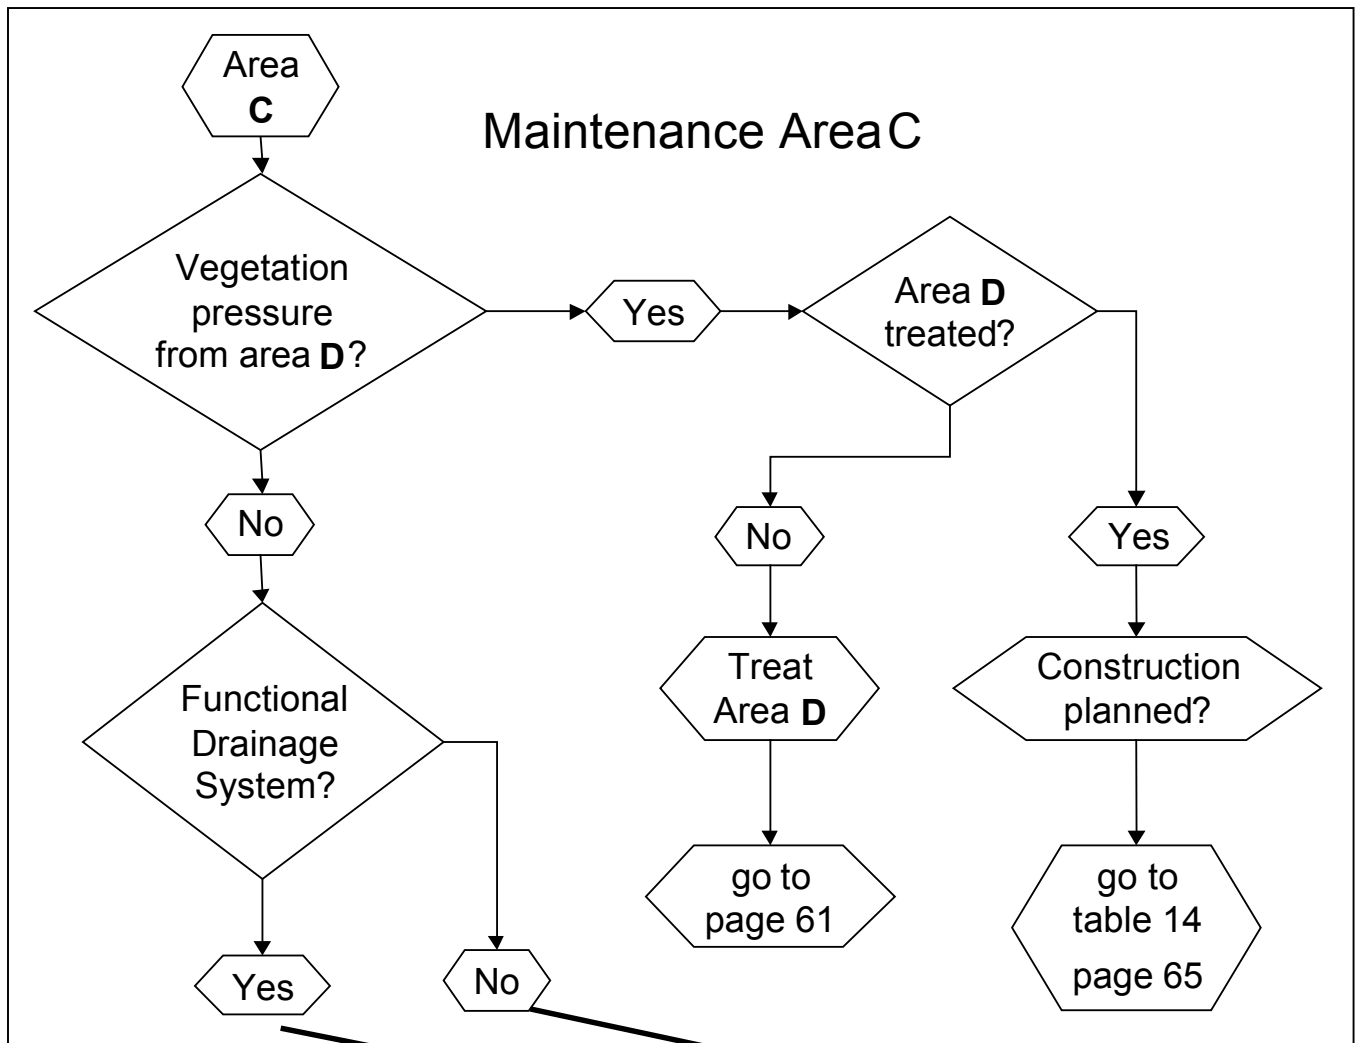 Area
C
Maintenance Area C
Vegetation
pressure
from area D?
Yes
Area D
treated?
No
No
Yes
Treat
Area D
Construction
planned?
Functional
Drainage
System?
go to
page 61
go to
table 14
page 65
Yes
No